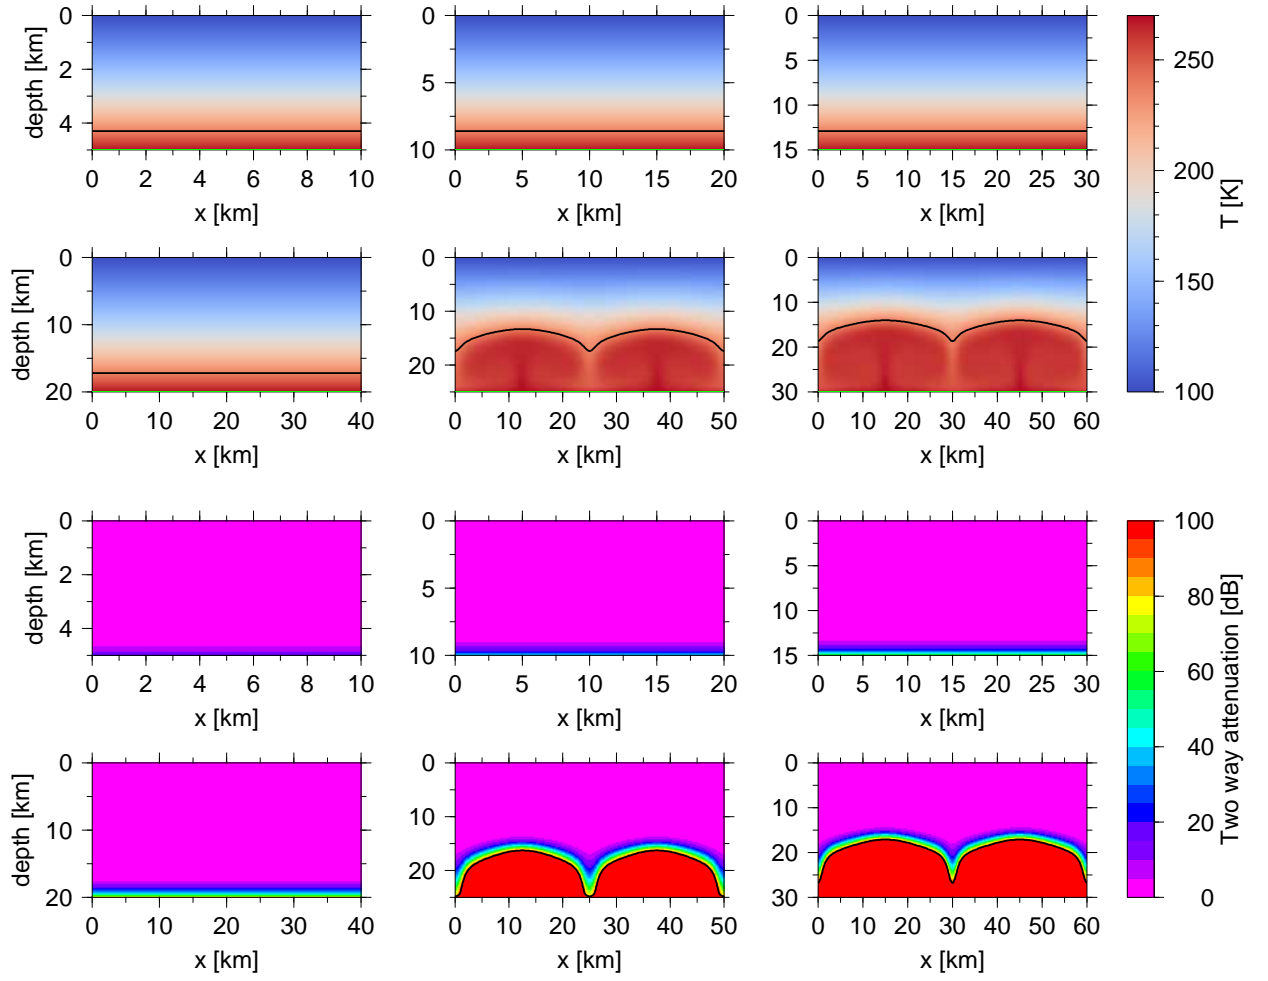 0 2 4
depth [km]
0 2 4 6 8 10
x [km]
0 5 10
0 5 10 15 20
x [km]
0 5 10 15
0 5 10 15 20 25 30
x [km]
0 10 20
depth [km]
0 10 20 30 40
x [km]
0 10 20
0 10 20 30 40 50
x [km]
0 10 20 30
0 10 20 30 40 50 60
x [km]
250
200
150
100
T [K]
0 2 4
depth [km]
0 2 4 6 8 10
x [km]
0 5 10
0 5 10 15 20
x [km]
0 5 10 15
0 5 10 15 20 25 30
x [km]
0 10 20
depth [km]
0 10 20 30 40
x [km]
0 10 20
0 10 20 30 40 50
x [km]
0 10 20 30
0 10 20 30 40 50 60
x [km]
100
80
60
40
20
0
Two way attenuation [dB]